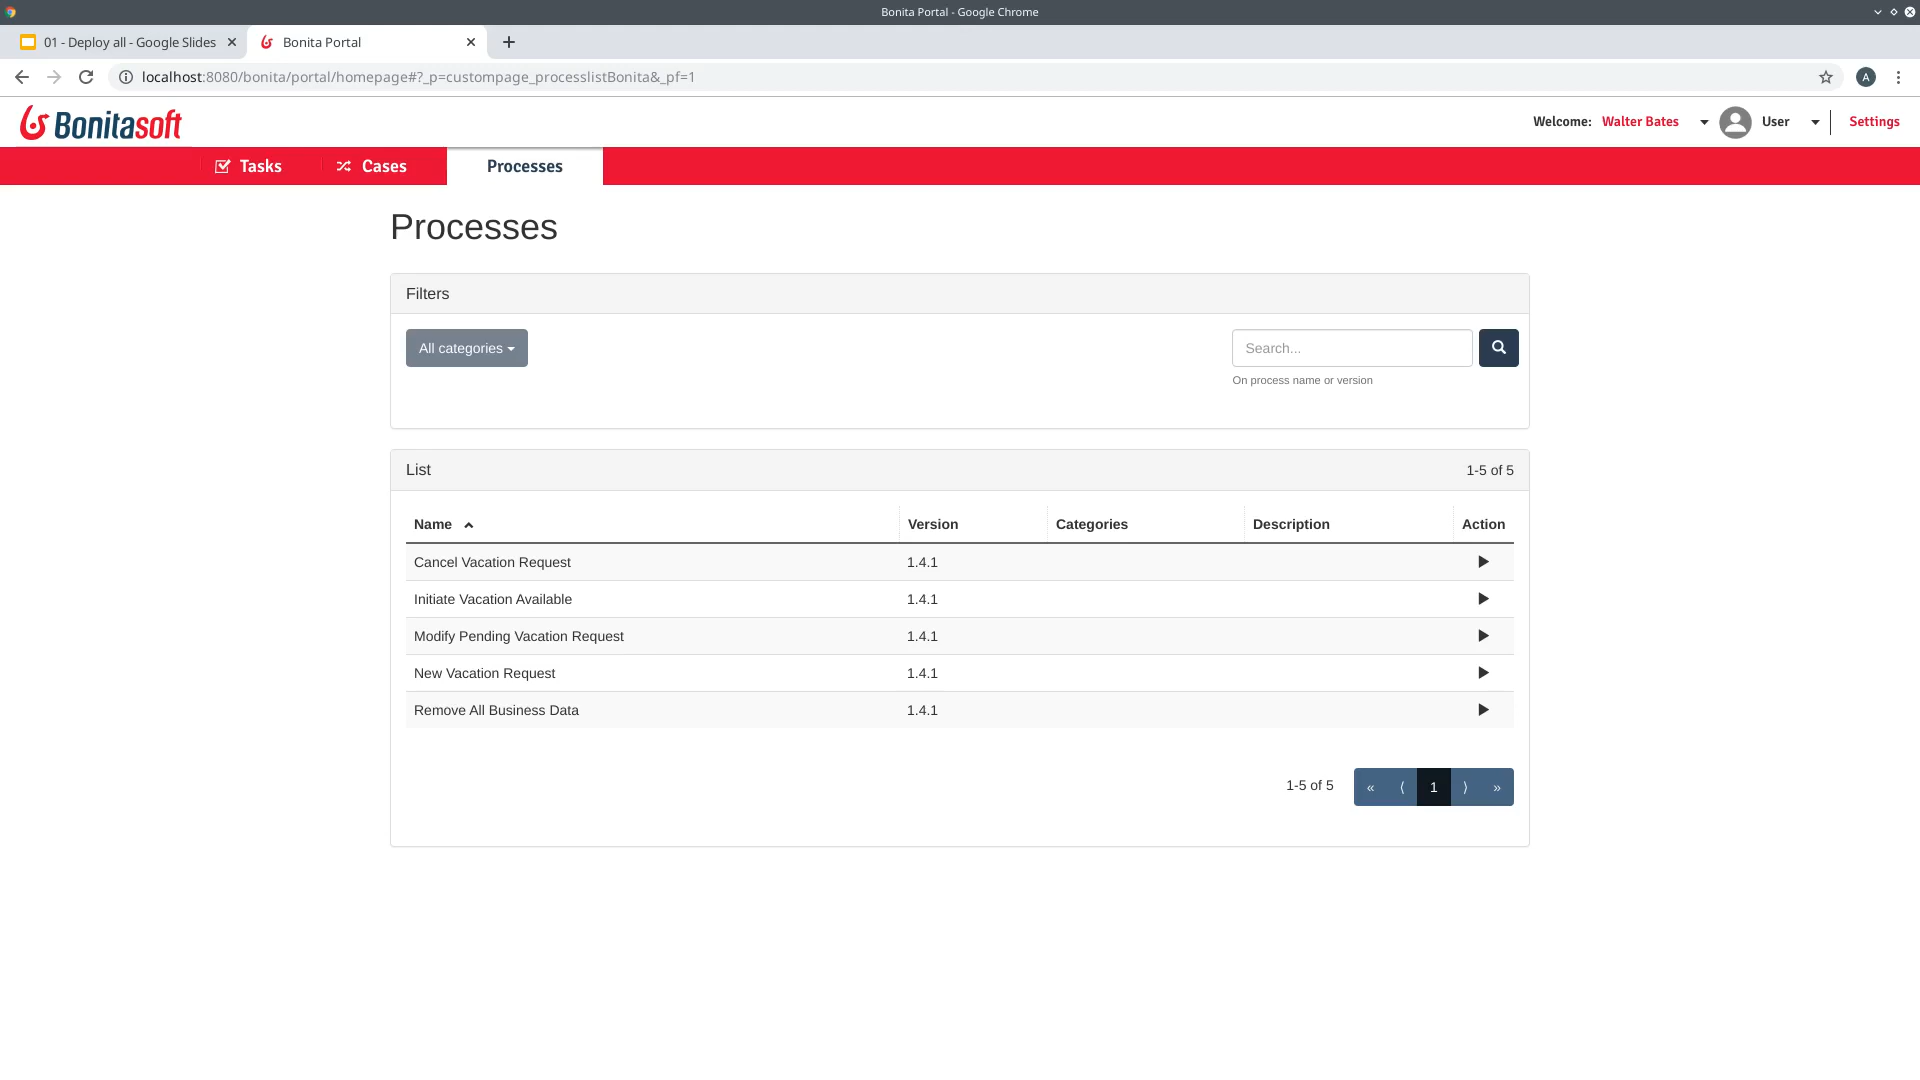 Bonita Portal - Google Chrome
01 - Deploy all - Google Slides
Bonita Portal
localhost:8080/bonita/portal/homepage#?_p=custompage_processlistBonita&_pf=1
A
Bonitasoft
Welcome: Walter Bates
User
Settings
Tasks
Cases
Processes
Processes
Filters
All categories
Search...
On process name or version
List
1-5 of 5
Name Version Categories Description Action
Cancel Vacation Request 1.4.1
Initiate Vacation Available 1.4.1
Modify Pending Vacation Request 1.4.1
New Vacation Request 1.4.1
Remove All Business Data 1.4.1
1-5 of 5 « ⟨ 1 ⟩ »